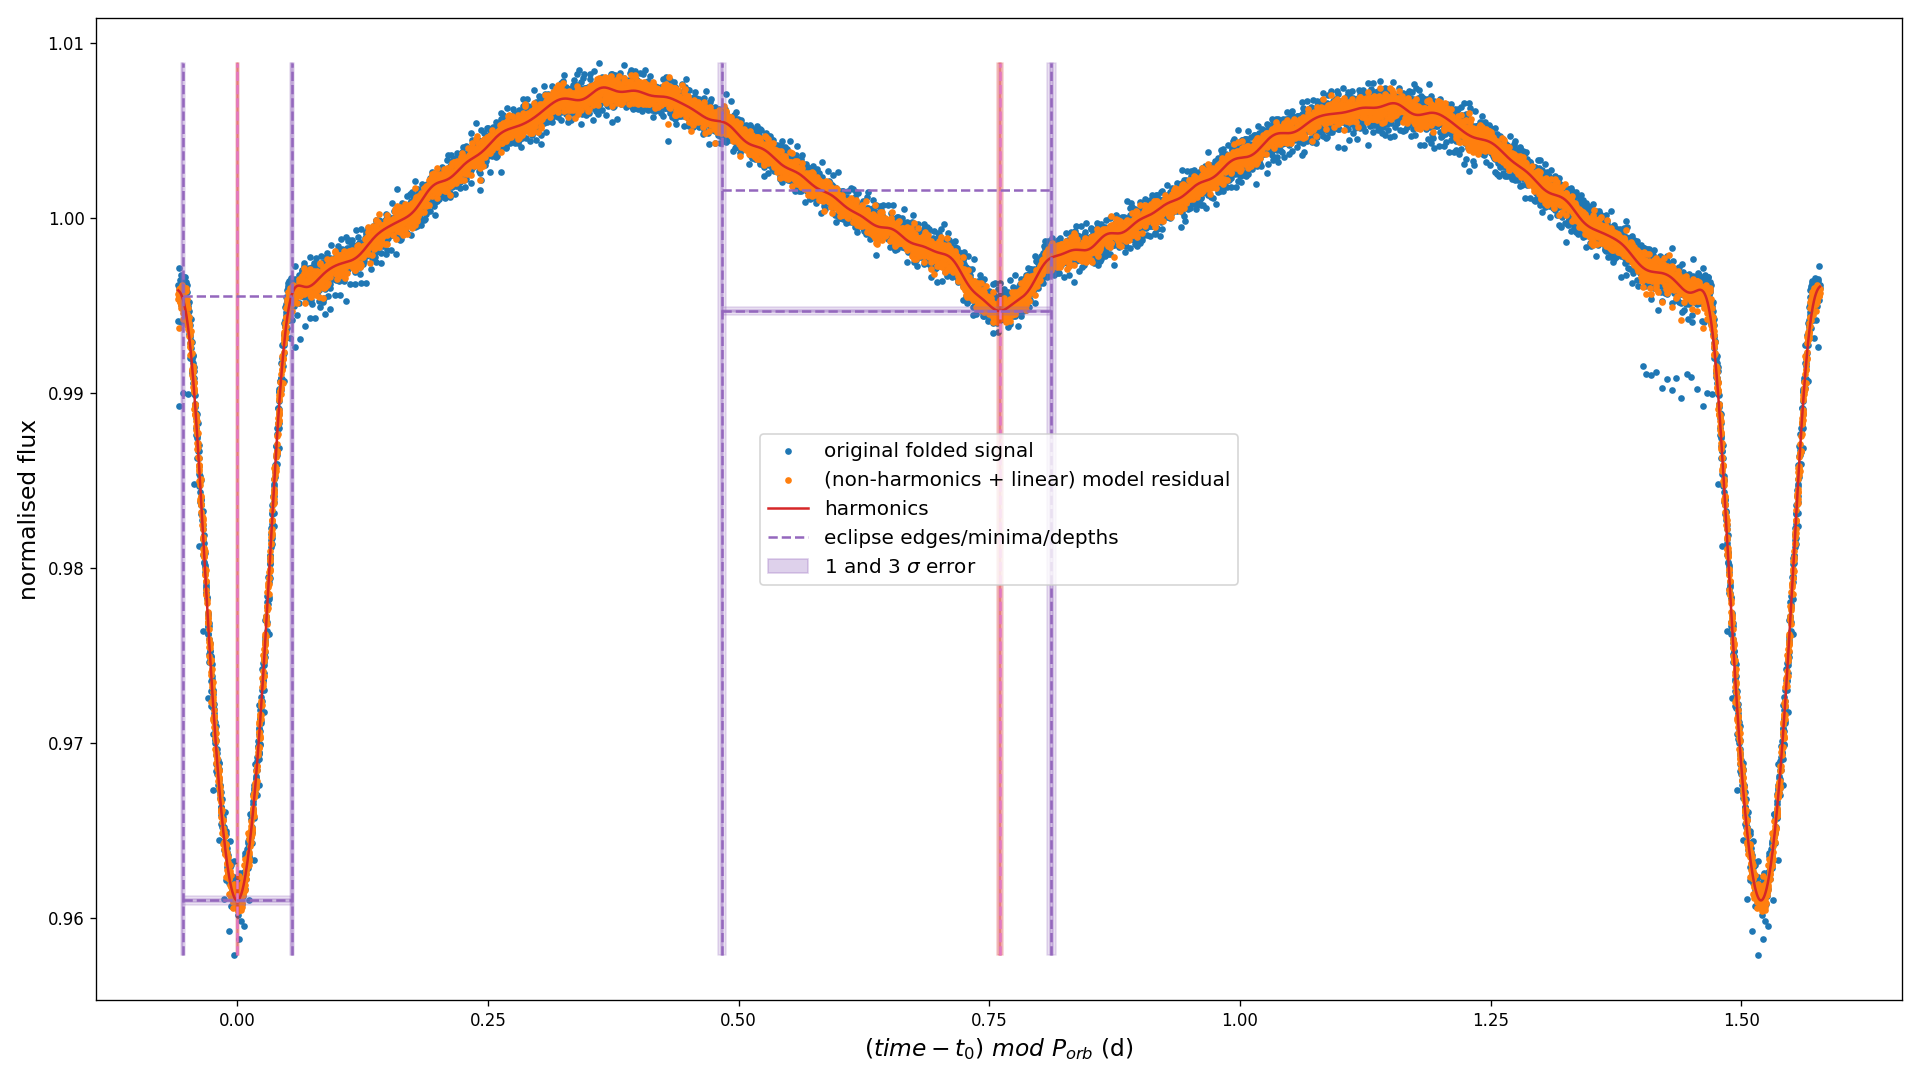 1.01
1.00
0.99
0.98
0.97
0.96
normalised flux
original folded signal
(non-harmonics + linear) model residual
harmonics
eclipse edges/minima/depths
1 and 3 σ error
0.00 0.25 0.50 0.75 1.00 1.25 1.50
(time − t₀) mod P_orb (d)